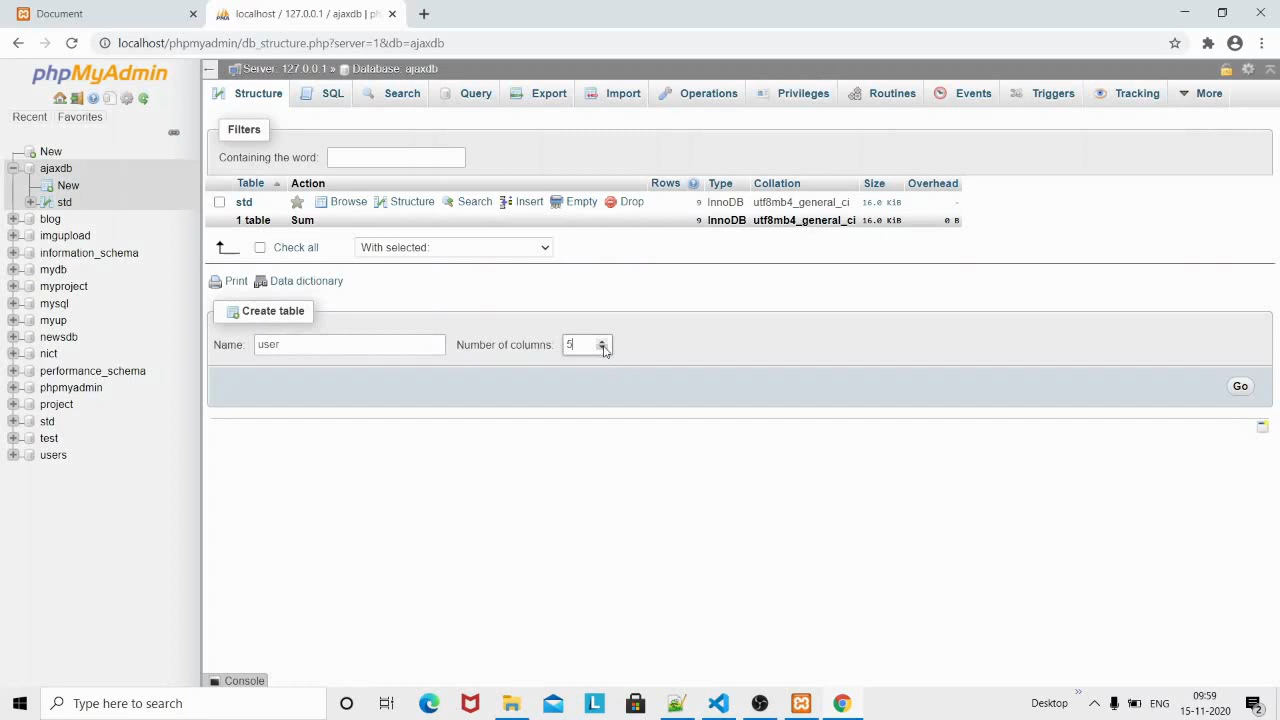 Document
localhost / 127.0.0.1 / ajaxdb | ph
localhost/phpmyadmin/db_structure.php?server=1&db=ajaxdb
phpMyAdmin
Recent Favorites
New
ajaxdb
New
std
blog
imgupload
information_schema
mydb
myproject
mysql
myup
newsdb
nict
performance_schema
phpmyadmin
project
std
test
users
Server: 127.0.0.1 » Database: ajaxdb
Structure SQL Search Query Export Import Operations Privileges Routines Events Triggers Tracking More
Filters
Containing the word:
Table Action Rows Type Collation Size Overhead
std Browse Structure Search Insert Empty Drop 9 InnoDB utf8mb4_general_ci 16.0 KiB -
1 table Sum 9 InnoDB utf8mb4_general_ci 16.0 KiB 0 B
Check all With selected:
Print Data dictionary
Create table
Name: user Number of columns: 5
Go
Console
Type here to search
Desktop
ENG
09:59
15-11-2020
2